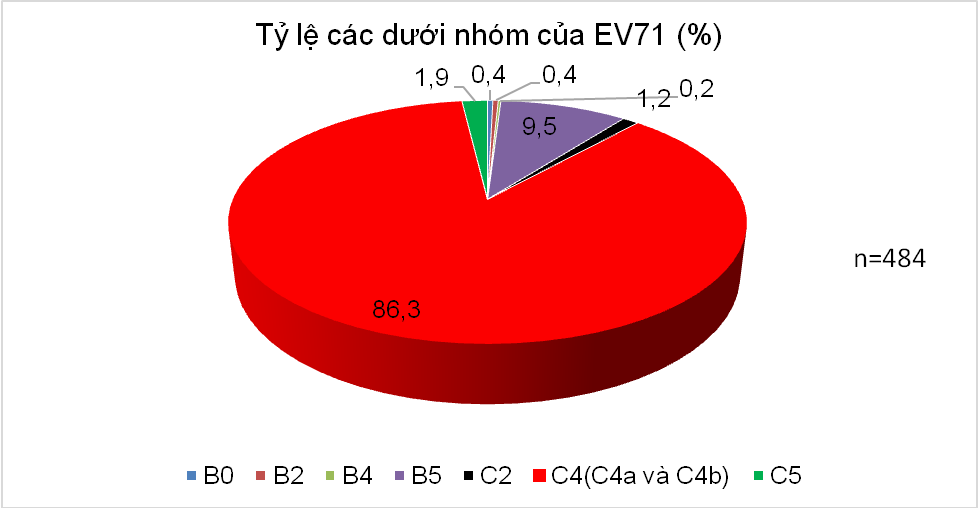 Tỷ lệ các dưới nhóm của EV71 (%)
1,9
0,4
0,4
0,2
1,2
9,5
n=484
86,3
B0 B2 B4 B5 C2 C4(C4a và C4b) C5